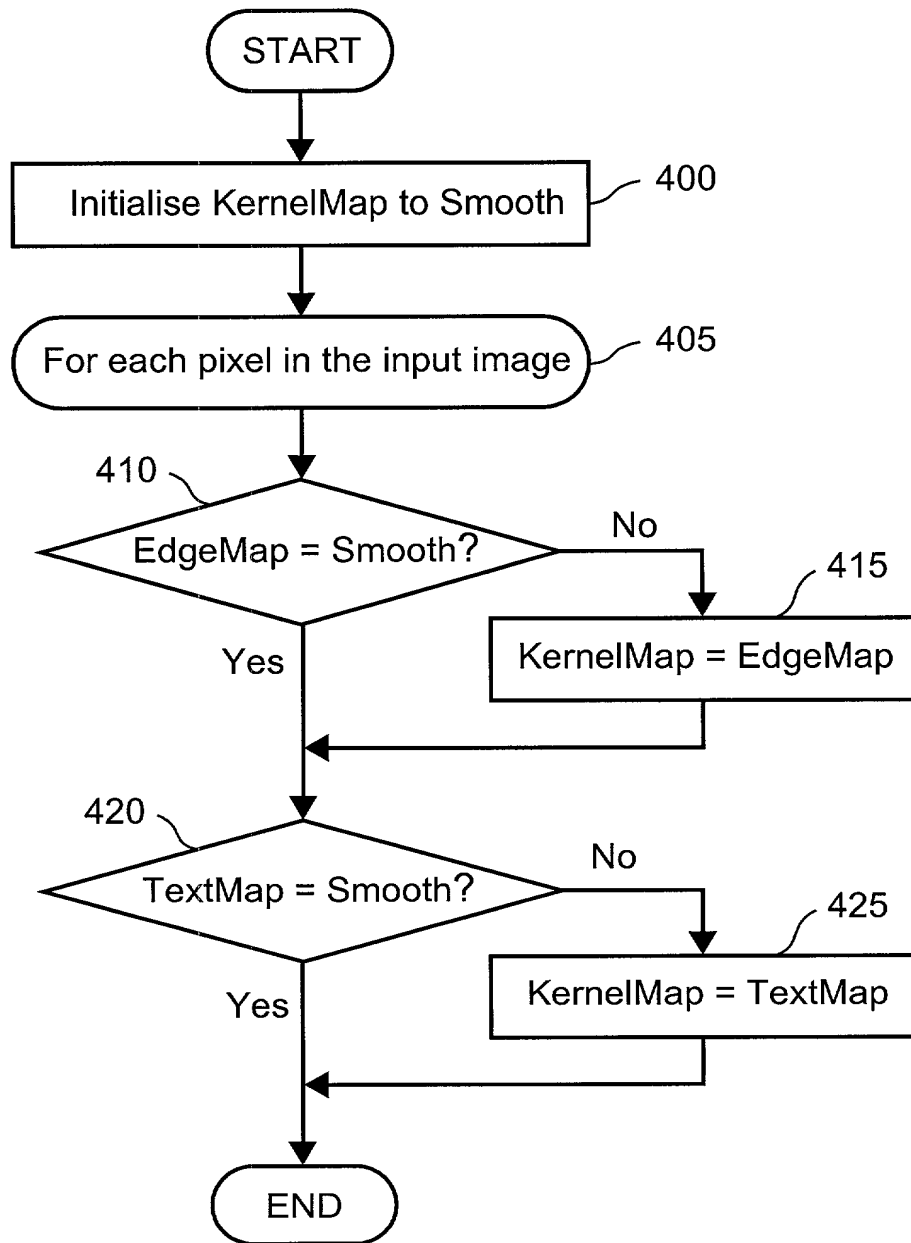 START
Initialise KernelMap to Smooth
400
For each pixel in the input image
405
410
EdgeMap = Smooth?
No
415
KernelMap = EdgeMap
Yes
420
TextMap = Smooth?
No
425
KernelMap = TextMap
Yes
END